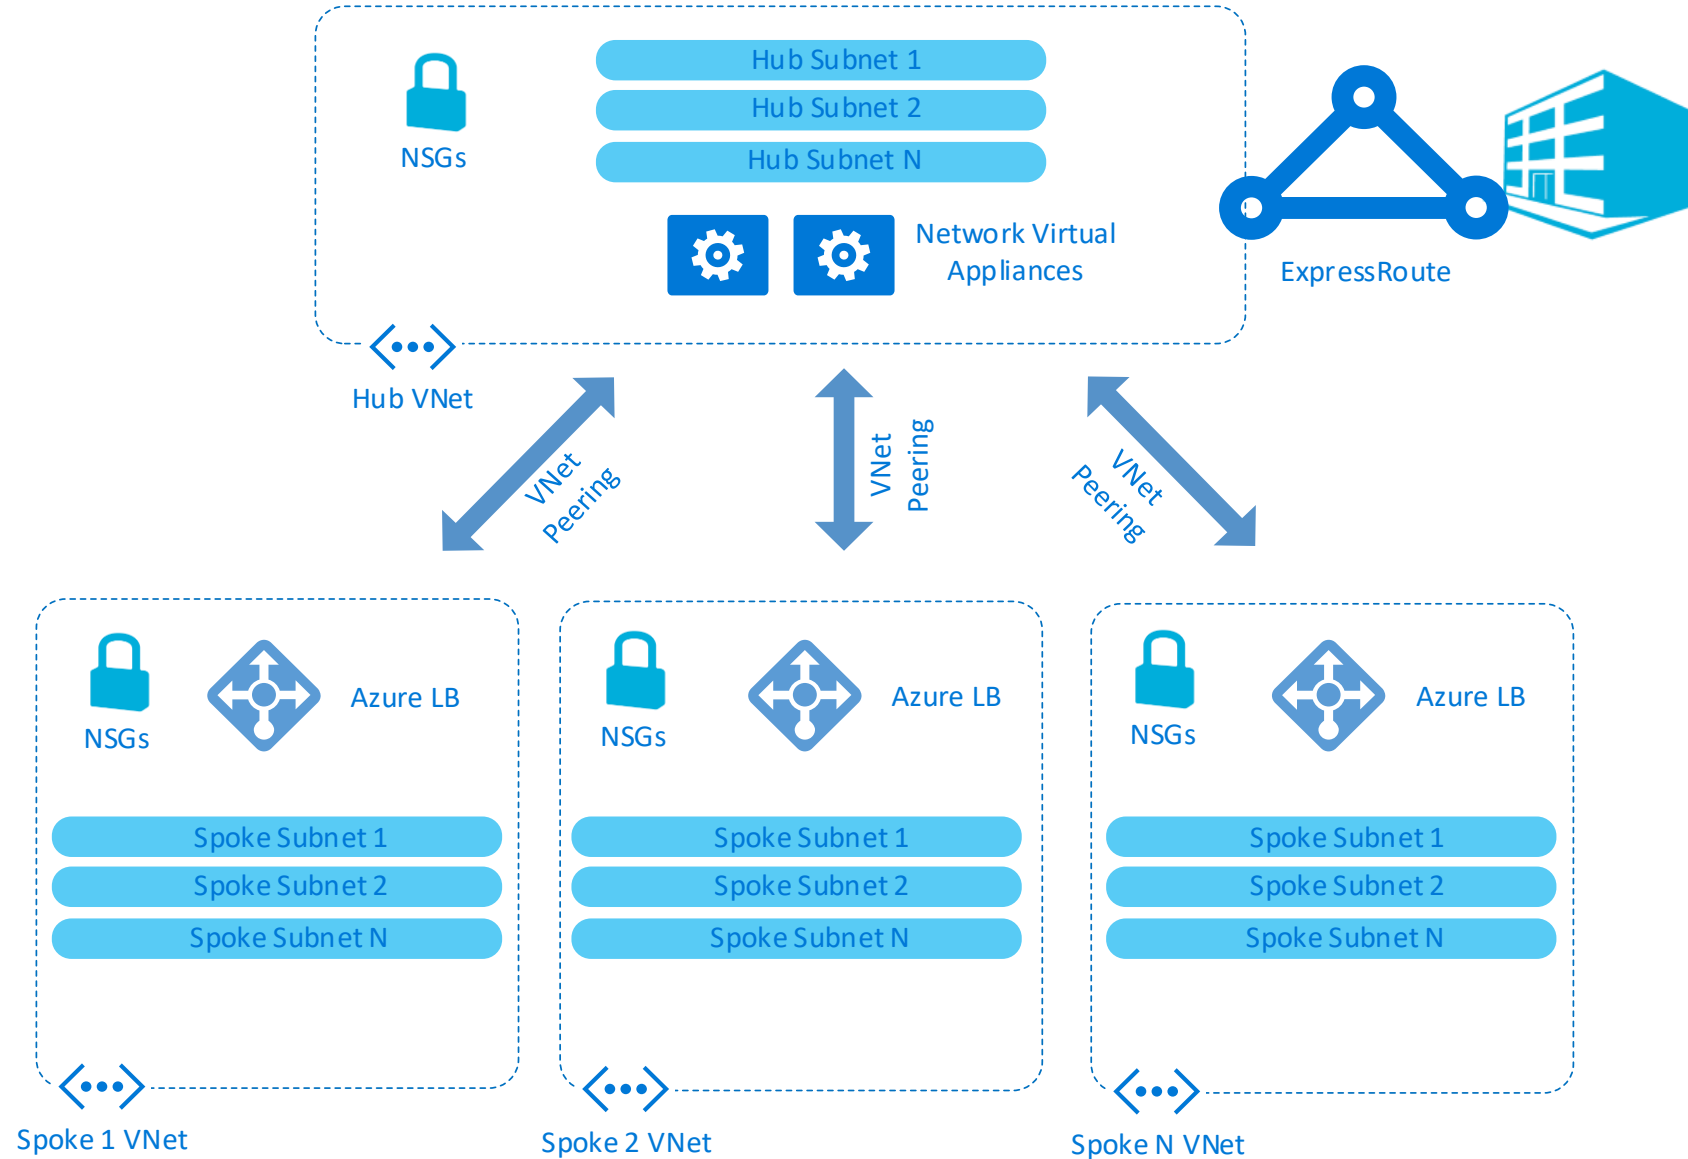 Hub Subnet 1
Hub Subnet 2
Hub Subnet N
NSGs
Network Virtual
Appliances
ExpressRoute
Hub VNet
VNet
Peering
VNet
Peering
VNet
Peering
NSGs
Azure LB
Spoke Subnet 1
Spoke Subnet 2
Spoke Subnet N
Spoke 1 VNet
NSGs
Azure LB
Spoke Subnet 1
Spoke Subnet 2
Spoke Subnet N
Spoke 2 VNet
NSGs
Azure LB
Spoke Subnet 1
Spoke Subnet 2
Spoke Subnet N
Spoke N VNet